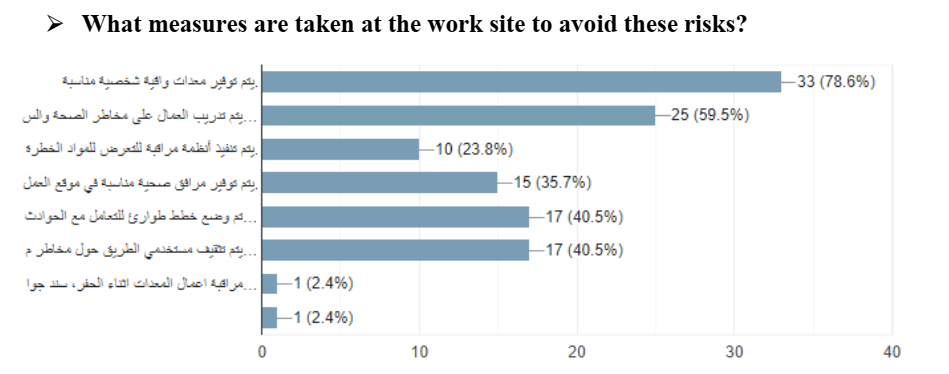 ➤ What measures are taken at the work site to avoid these risks?
يتم توفير معدات واقية شخصية مناسبة.
33 (78.6%)
يتم تدريب العمال على مخاطر الصحة والس...
25 (59.5%)
يتم تنفيذ أنظمة مراقبة للتعرض للمواد الخطرة.
10 (23.8%)
يتم توفير مرافق صحية مناسبة في موقع العمل.
15 (35.7%)
تم وضع خطط طوارئ للتعامل مع الحوادث...
17 (40.5%)
يتم تثقيف مستخدمي الطريق حول مخاطر م...
17 (40.5%)
مراقبة اعمال المعدات اثناء الحفر، سند جوا...
1 (2.4%)
1 (2.4%)
0 10 20 30 40